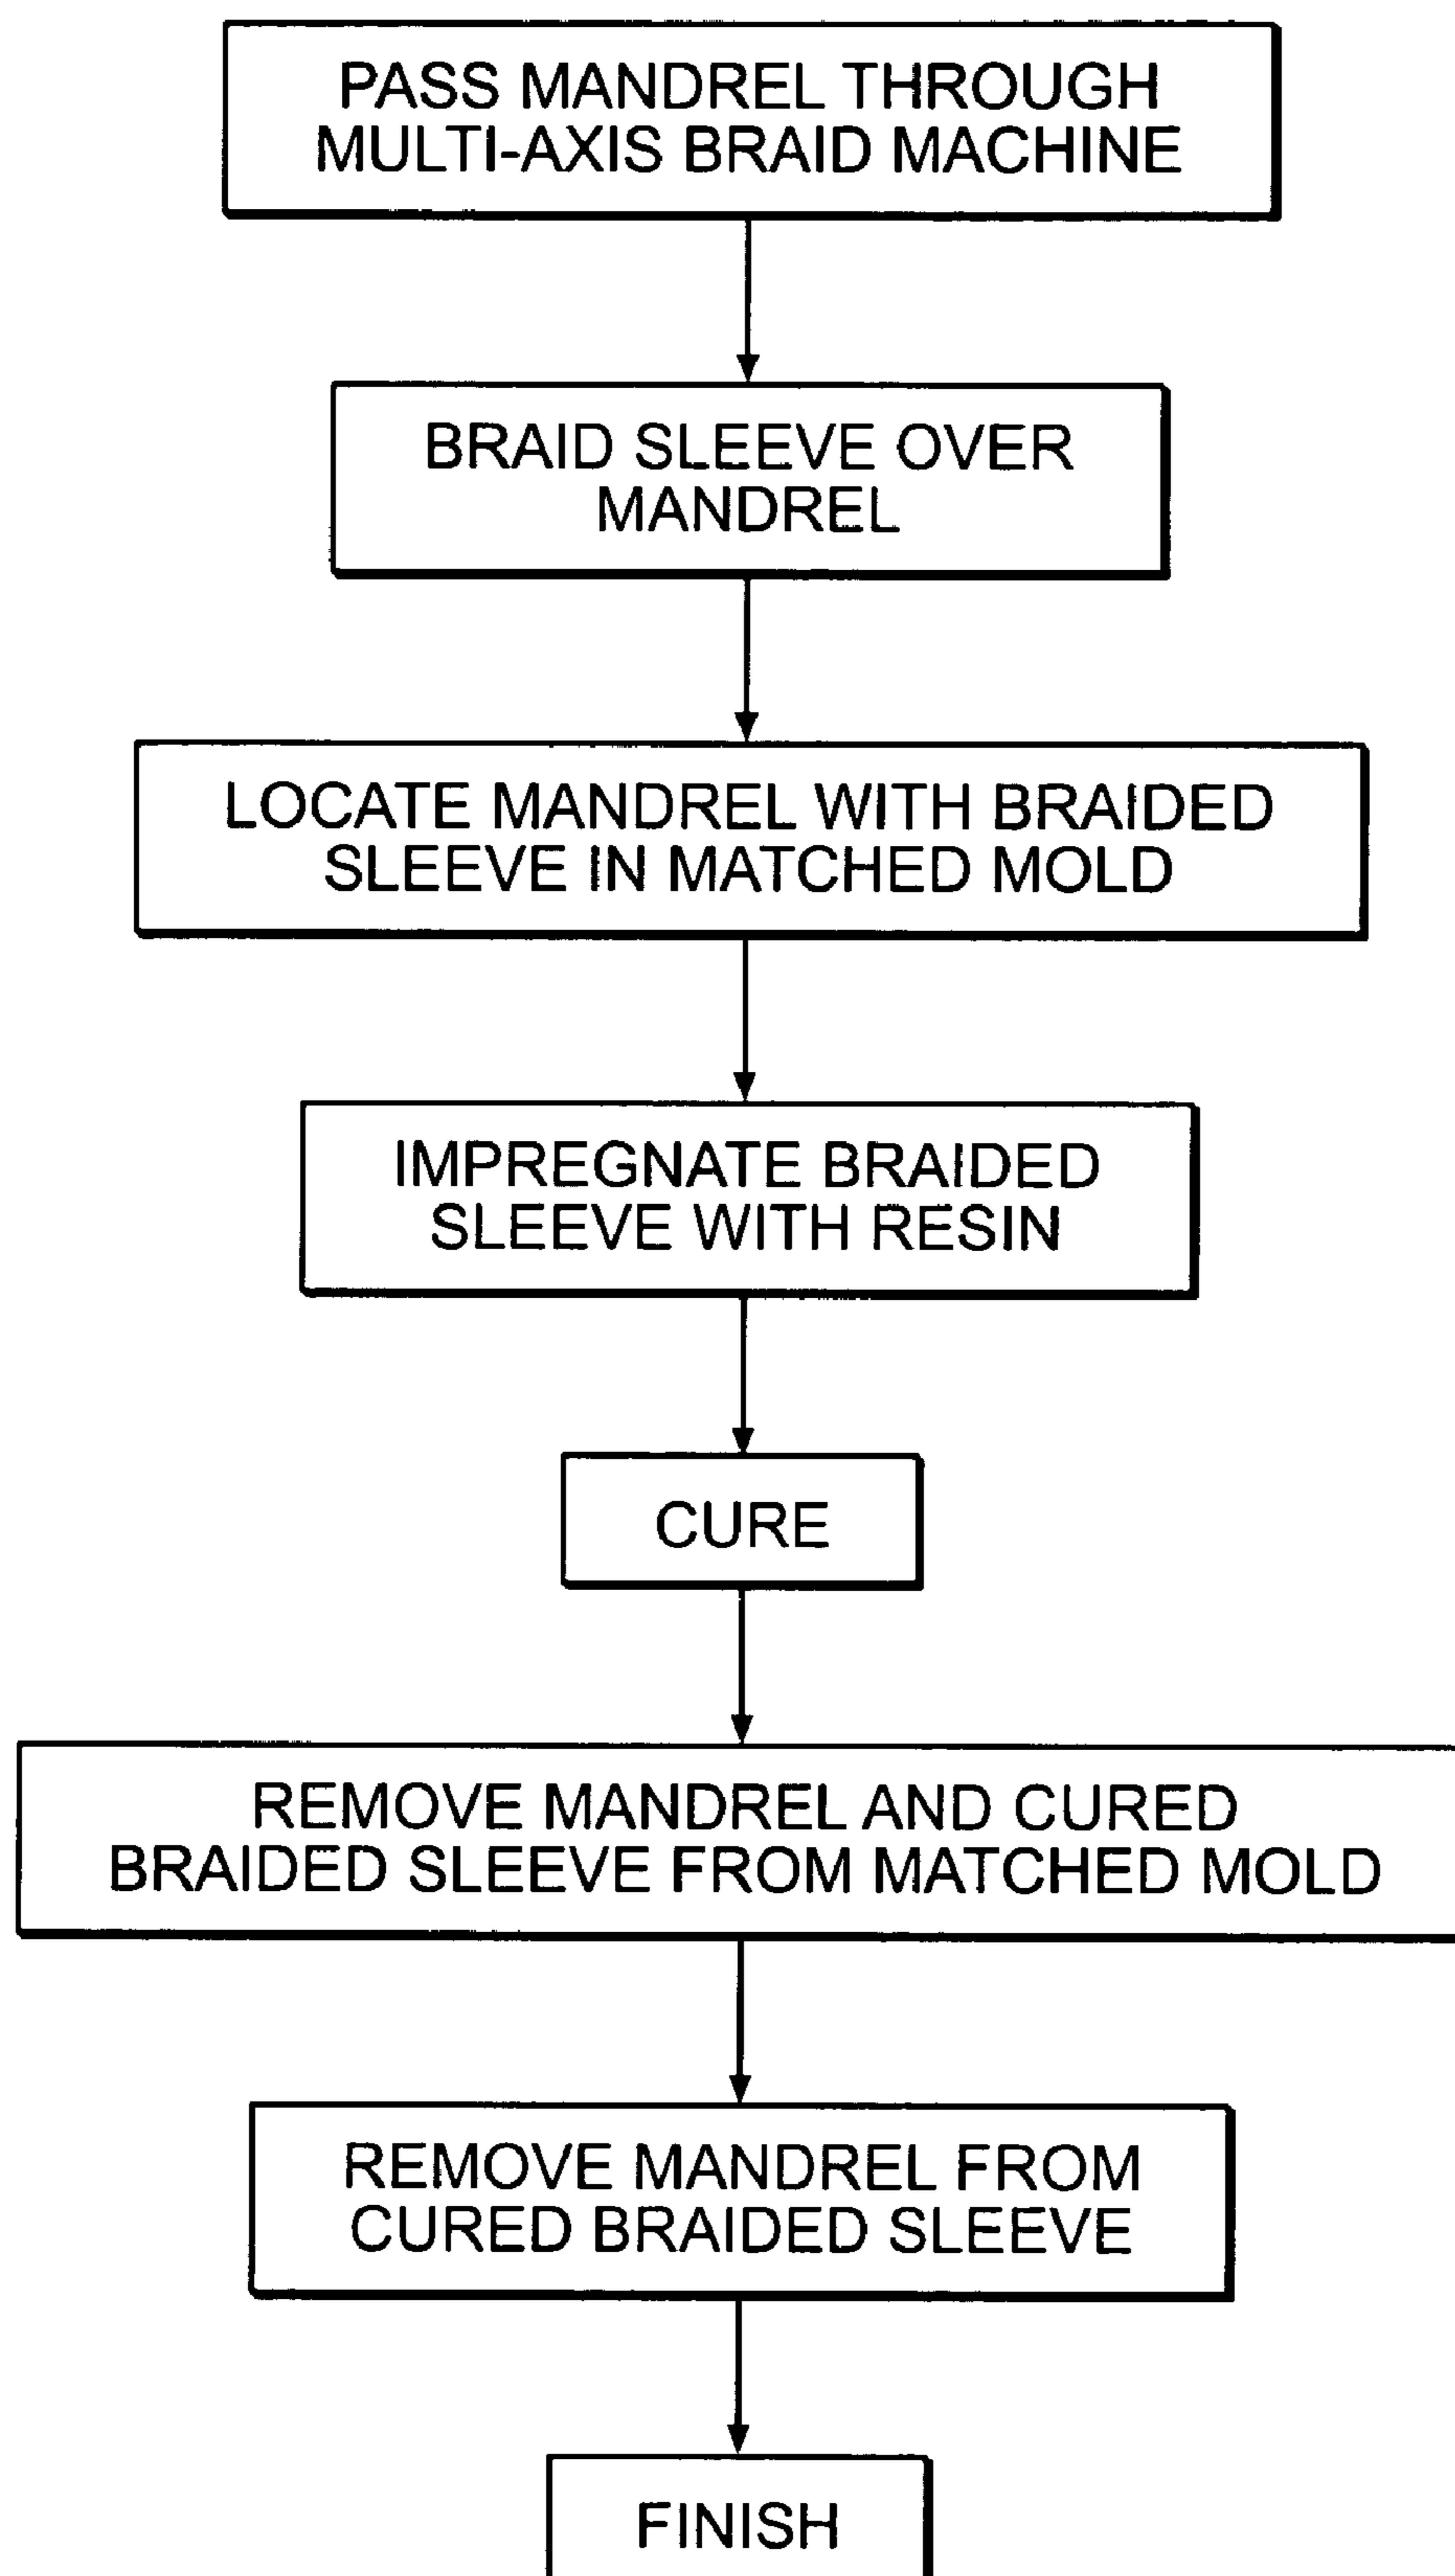 PASS MANDREL THROUGH
MULTI-AXIS BRAID MACHINE
BRAID SLEEVE OVER
MANDREL
LOCATE MANDREL WITH BRAIDED
SLEEVE IN MATCHED MOLD
IMPREGNATE BRAIDED
SLEEVE WITH RESIN
CURE
REMOVE MANDREL AND CURED
BRAIDED SLEEVE FROM MATCHED MOLD
REMOVE MANDREL FROM
CURED BRAIDED SLEEVE
FINISH